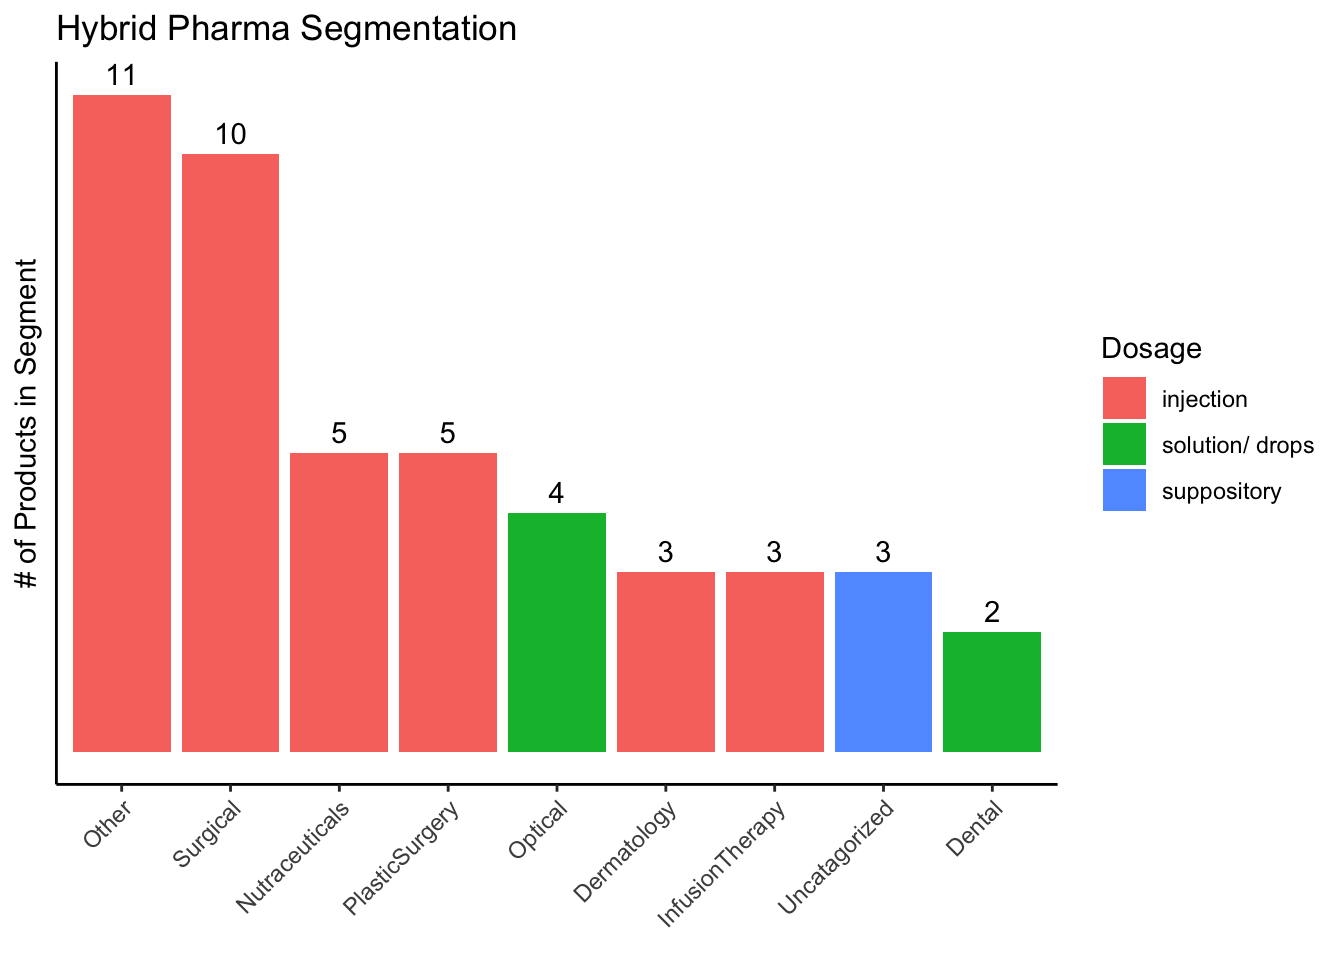 Hybrid Pharma Segmentation
# of Products in Segment
11
10
5
5
4
3
3
3
2
Other
Surgical
Nutraceuticals
PlasticSurgery
Optical
Dermatology
InfusionTherapy
Uncatagorized
Dental
Dosage
injection
solution/ drops
suppository